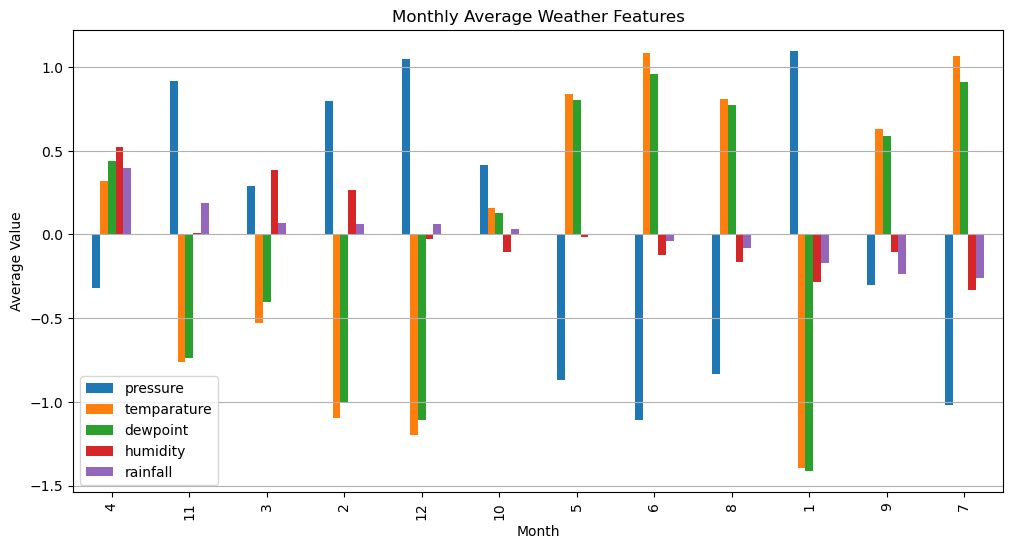 Monthly Average Weather Features
Average Value
1.0
0.5
0.0
−0.5
−1.0
−1.5
pressure
temparature
dewpoint
humidity
rainfall
4
11
3
2
12
10
5
6
8
1
9
7
Month